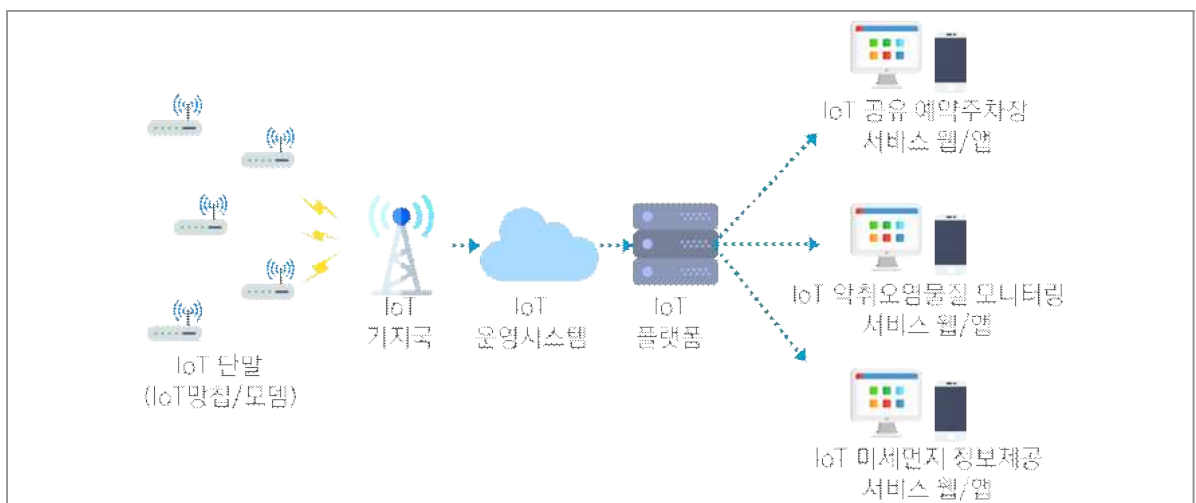 IoT 단말
(IoT망칩/모뎀)
IoT
기지국
IoT
운영시스템
IoT
플랫폼
IoT 공유 예약주차장
서비스 웹/앱
IoT 악취오염물질 모니터링
서비스 웹/앱
IoT 미세먼지 정보제공
서비스 웹/앱